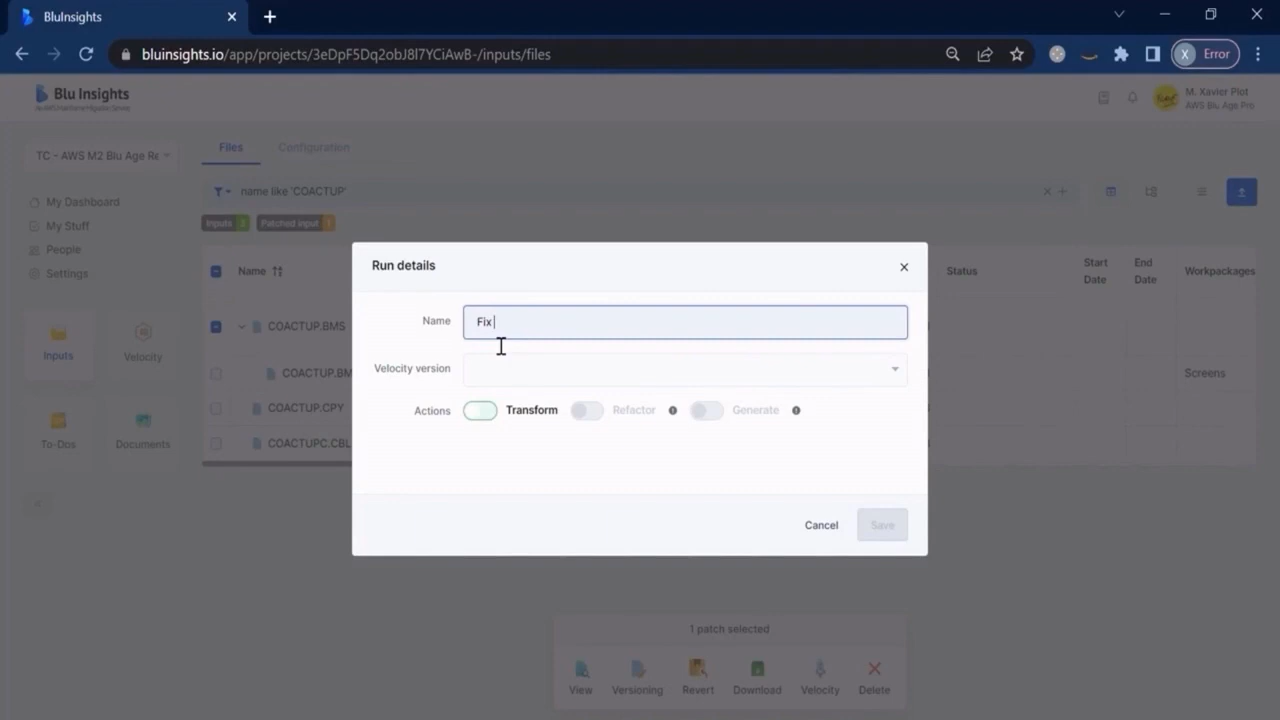 BluInsights
bluinsights.io/app/projects/3eDpF5Dq2obJ8l7YCiAwB-/inputs/files
X Error
Blu Insights
M. Xavier Plot
AWS Blu Age Pro
TC - AWS M2 Blu Age Re
Files Configuration
name like 'COACTUP'
My Dashboard
My Stuff
People
Settings
Inputs Velocity
To-Dos Documents
Inputs 3 Patched input 1
Name Status Start Date End Date Workpackages
COACTUP.BMS
COACTUP.BM Screens
COACTUP.CPY
COACTUPC.CBL
Run details
Name Fix
Velocity version
Actions Transform Refactor Generate
Cancel Save
1 patch selected
View Versioning Revert Download Velocity Delete